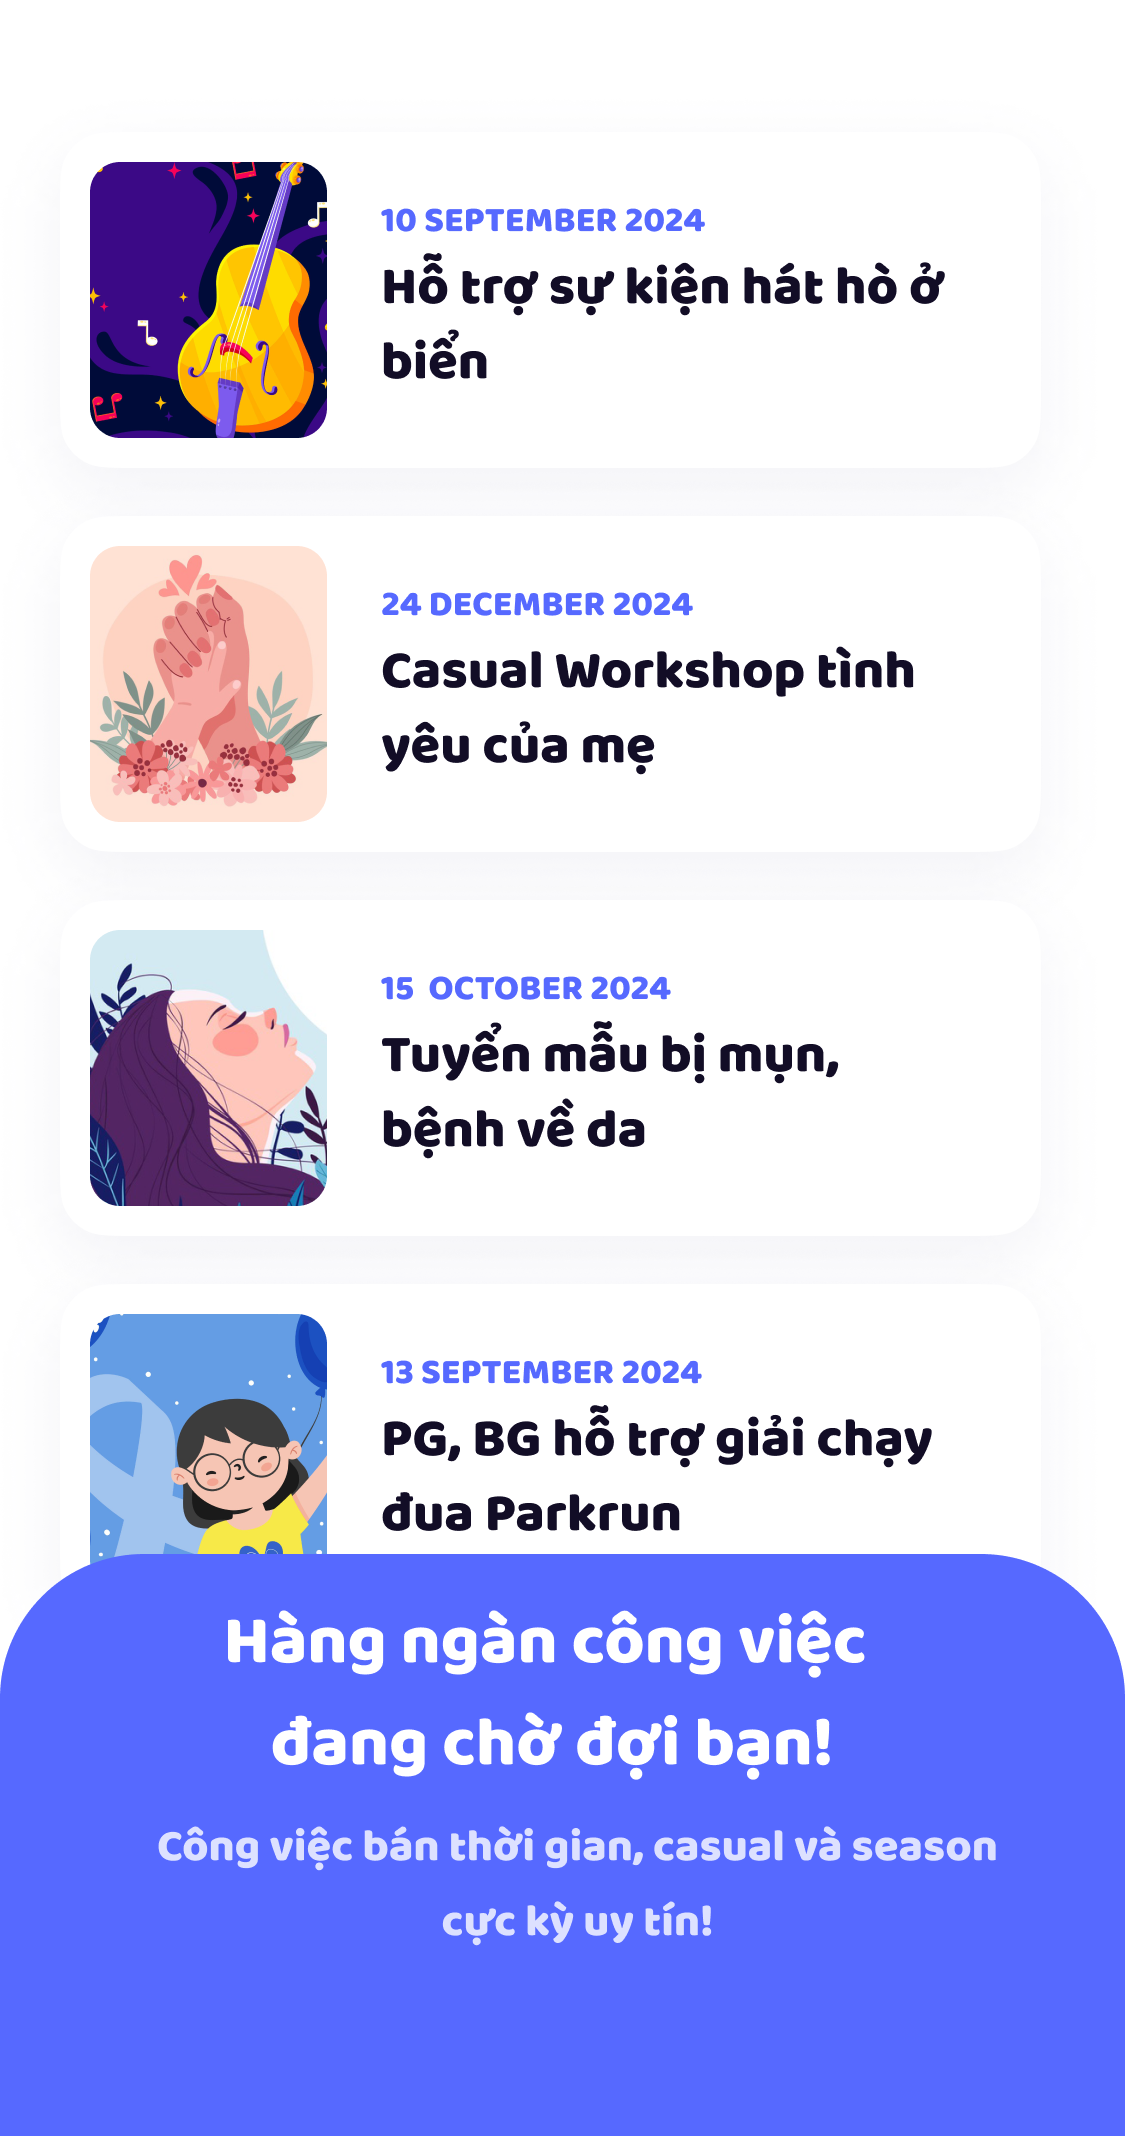 10 SEPTEMBER 2024
Hỗ trợ sự kiện hát hò ở
biển
24 DECEMBER 2024
Casual Workshop tình
yêu của mẹ
15  OCTOBER 2024
Tuyển mẫu bị mụn,
bệnh về da
13 SEPTEMBER 2024
PG, BG hỗ trợ giải chạy
đua Parkrun
Hàng ngàn công việc
đang chờ đợi bạn!
Công việc bán thời gian, casual và season
cực kỳ uy tín!